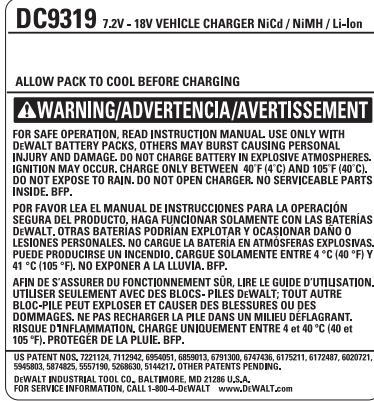 DC9319 7.2V - 18V VEHICLE CHARGER NiCd / NiMH / Li-Ion
ALLOW PACK TO COOL BEFORE CHARGING
WARNING/ADVERTENCIA/AVERTISSEMENT
FOR SAFE OPERATION, READ INSTRUCTION MANUAL. USE ONLY WITH
DEWALT BATTERY PACKS, OTHERS MAY BURST CAUSING PERSONAL
INJURY AND DAMAGE. DO NOT CHARGE BATTERY IN EXPLOSIVE ATMOSPHERES.
IGNITION MAY OCCUR. CHARGE ONLY BETWEEN 40°F (4°C) AND 105°F (40°C).
DO NOT EXPOSE TO RAIN. DO NOT OPEN CHARGER. NO SERVICEABLE PARTS
INSIDE. BFP.
POR FAVOR LEA EL MANUAL DE INSTRUCCIONES PARA LA OPERACIÓN
SEGURA DEL PRODUCTO, HAGA FUNCIONAR SOLAMENTE CON LAS BATERÍAS
DEWALT. OTRAS BATERÍAS PODRÍAN EXPLOTAR Y OCASIONAR DAÑO O
LESIONES PERSONALES. NO CARGUE LA BATERÍA EN ATMÓSFERAS EXPLOSIVAS.
PUEDE PRODUCIRSE UN INCENDIO. CARGUE SOLAMENTE ENTRE 4 °C (40 °F) Y
41 °C (105 °F). NO EXPONER A LA LLUVIA. BFP.
AFIN DE S'ASSURER DU FONCTIONNEMENT SÛR, LIRE LE GUIDE D'UTILISATION.
UTILISER SEULEMENT AVEC DES BLOCS- PILES DEWALT; TOUT AUTRE
BLOC-PILE PEUT EXPLOSER ET CAUSER DES BLESSURES OU DES
DOMMAGES. NE PAS RECHARGER LA PILE DANS UN MILIEU DÉFLAGRANT.
RISQUE D'INFLAMMATION. CHARGE UNIQUEMENT ENTRE 4 et 40 °C (40 et
105 °F). PROTEGÉR DE LA PLUIE. BFP.
US PATENT NOS. 7221124, 7112942, 6954051, 6859013, 6791300, 6747436, 6175211, 6172487, 6020721,
5945803, 5874825, 5557190, 5268630, 5144217. OTHER PATENTS PENDING.
DEWALT INDUSTRIAL TOOL CO., BALTIMORE, MD 21286 U.S.A.
FOR SERVICE INFORMATION, CALL 1-800-4-DEWALT www.DEWALT.com